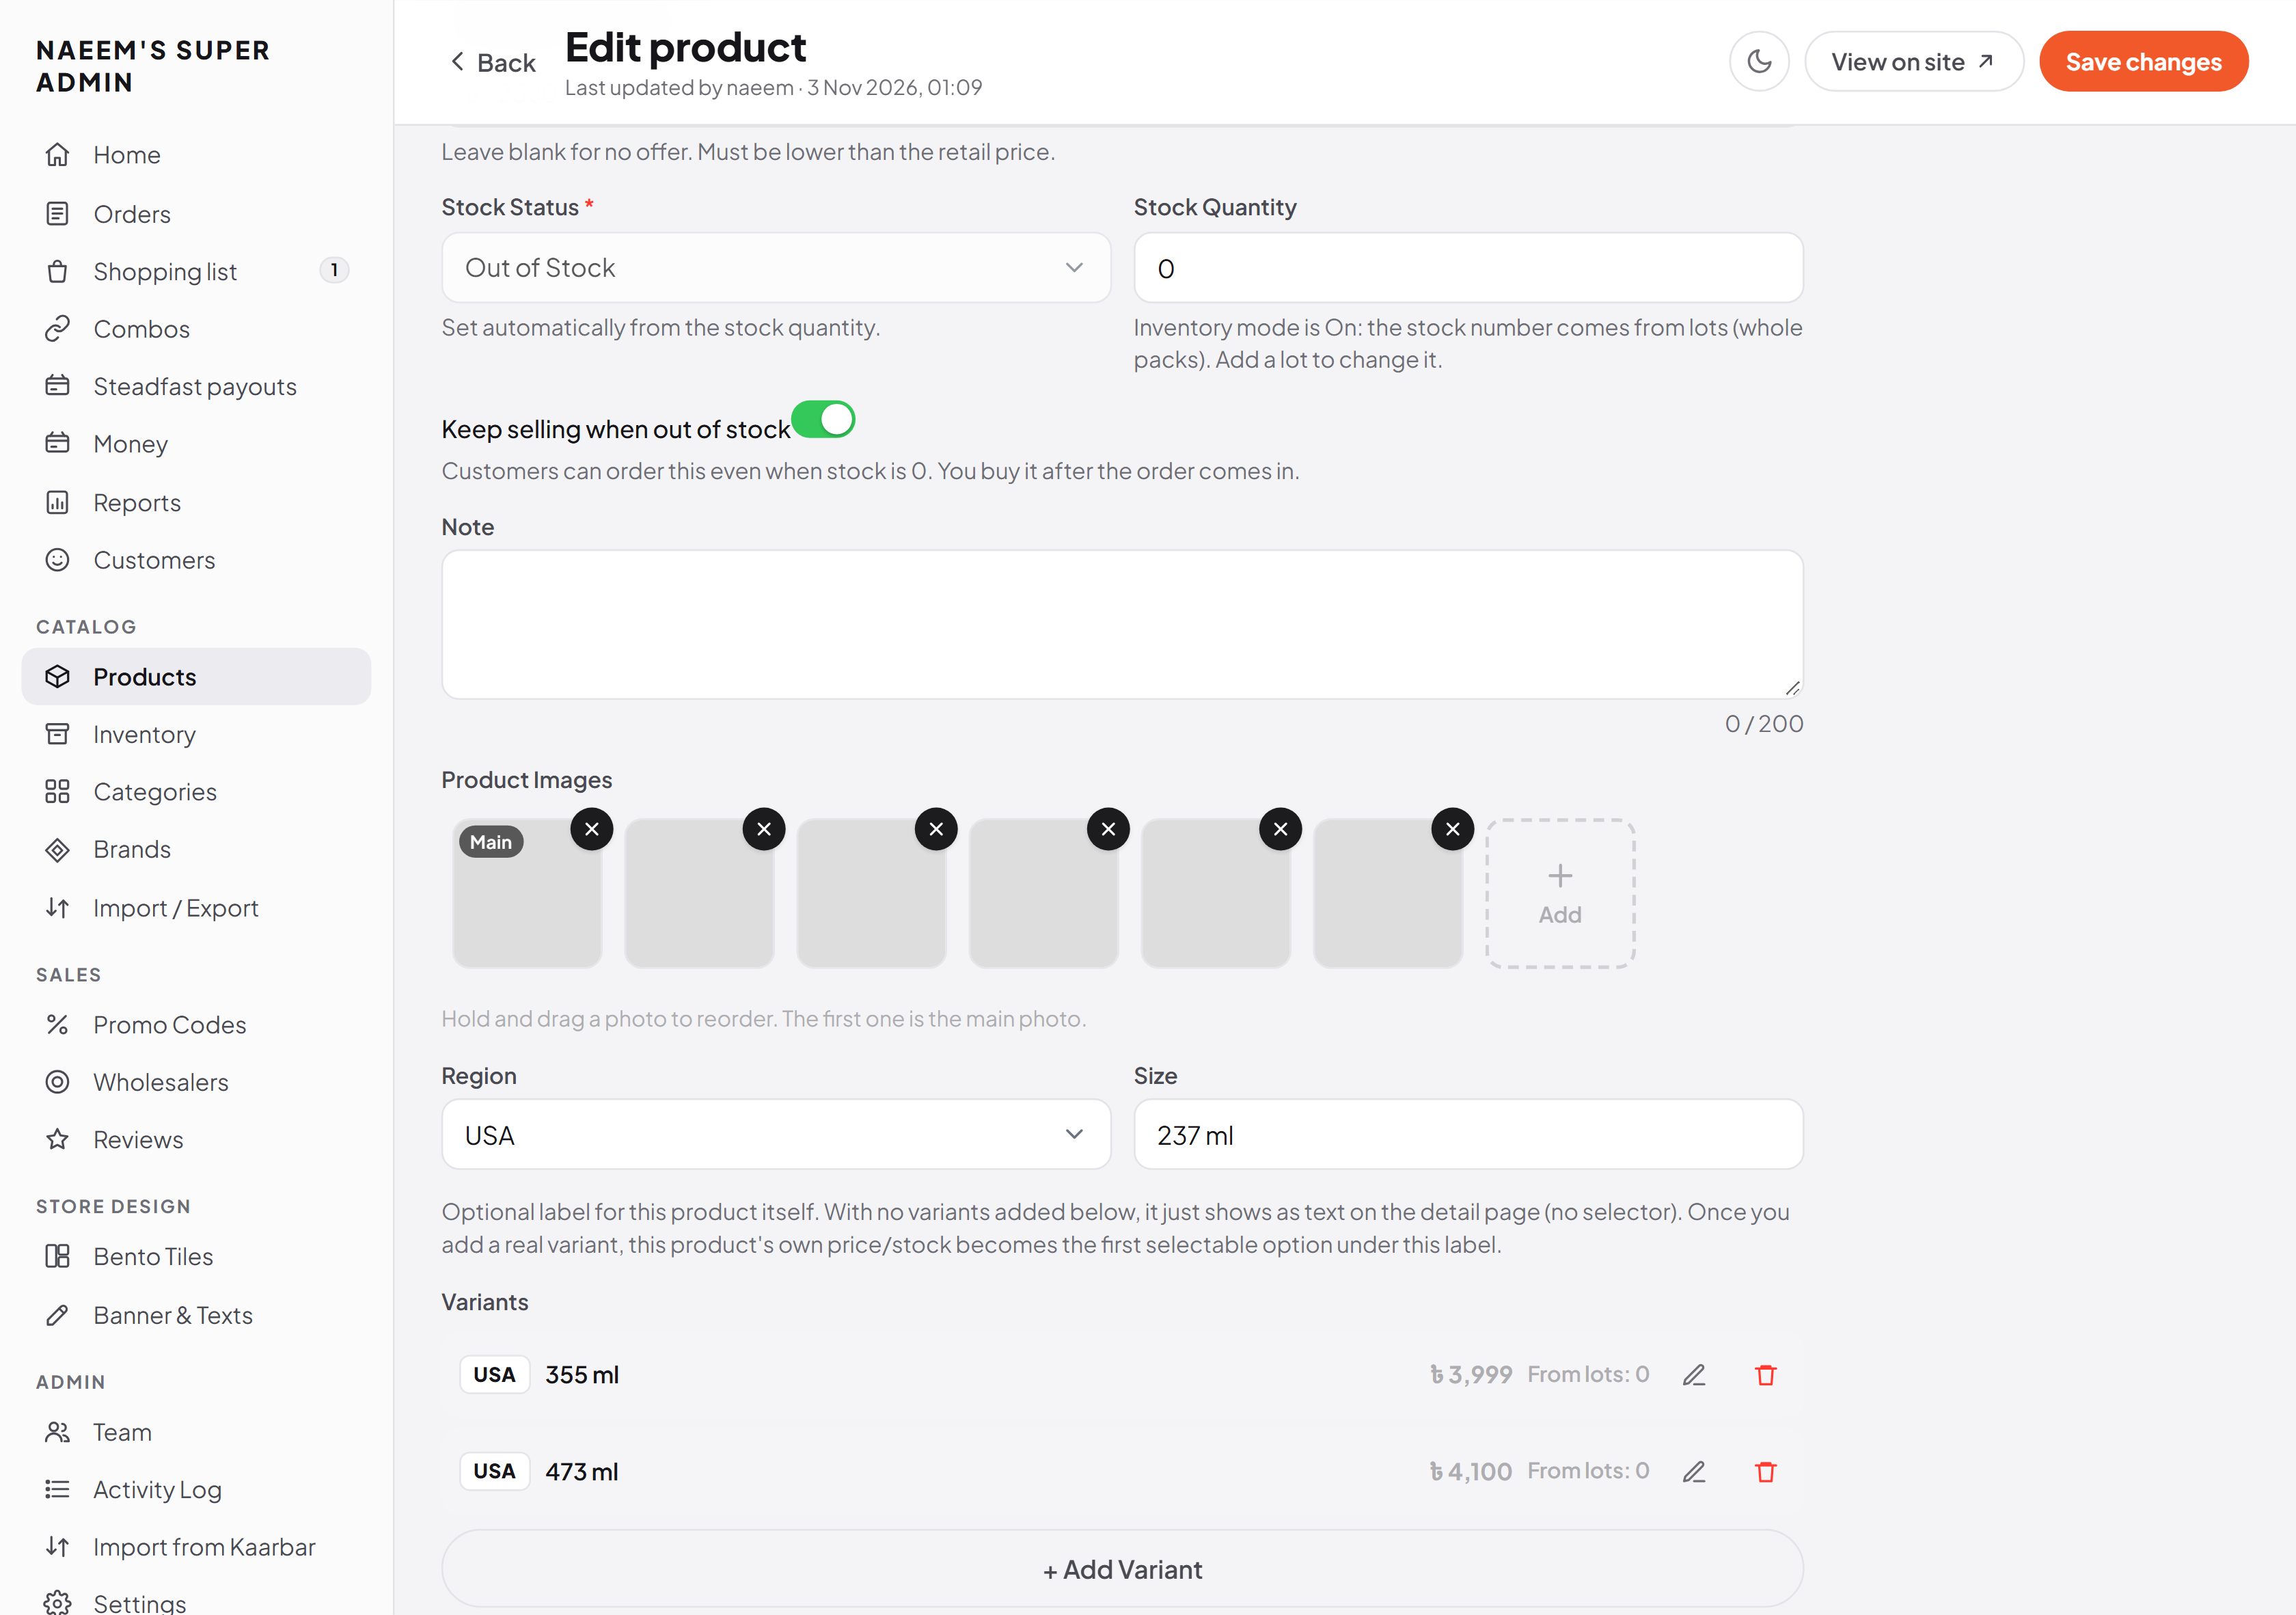 NAEEM'S SUPER
ADMIN
Home
Orders
Shopping list 1
Combos
Steadfast payouts
Money
Reports
Customers
CATALOG
Products
Inventory
Categories
Brands
Import / Export
SALES
Promo Codes
Wholesalers
Reviews
STORE DESIGN
Bento Tiles
Banner & Texts
ADMIN
Team
Activity Log
Import from Kaarbar
Settings
Back
Edit product
Last updated by naeem · 3 Nov 2026, 01:09
View on site
Save changes
Leave blank for no offer. Must be lower than the retail price.
Stock Status *
Out of Stock
Set automatically from the stock quantity.
Stock Quantity
0
Inventory mode is On: the stock number comes from lots (whole
packs). Add a lot to change it.
Keep selling when out of stock
Customers can order this even when stock is 0. You buy it after the order comes in.
Note
0 / 200
Product Images
Main
+
Add
Hold and drag a photo to reorder. The first one is the main photo.
Region
USA
Size
237 ml
Optional label for this product itself. With no variants added below, it just shows as text on the detail page (no selector). Once you
add a real variant, this product's own price/stock becomes the first selectable option under this label.
Variants
USA 355 ml ৳ 3,999 From lots: 0
USA 473 ml ৳ 4,100 From lots: 0
+ Add Variant